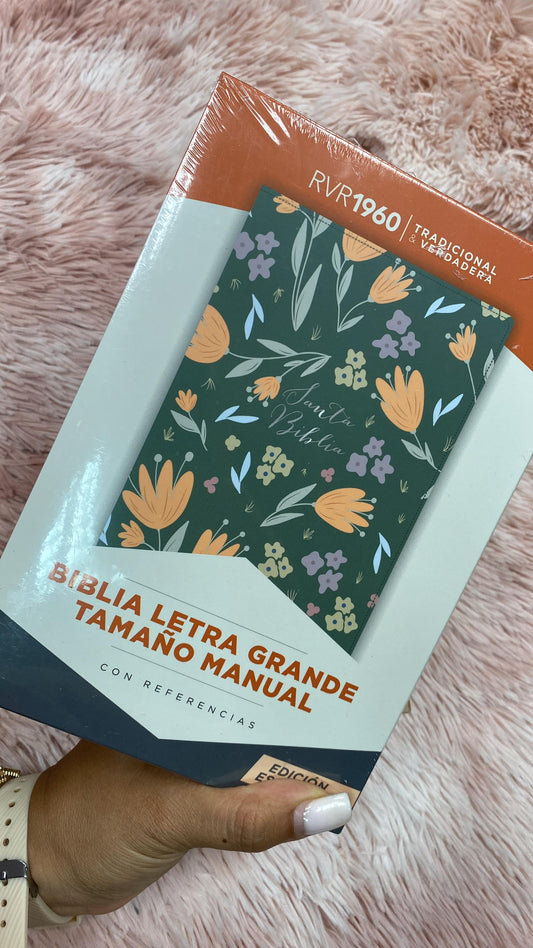 RVR1960 | TRADICIONAL
& VERDADERA
Santa
Biblia
BIBLIA LETRA GRANDE
TAMAÑO MANUAL
CON REFERENCIAS
EDICIÓN